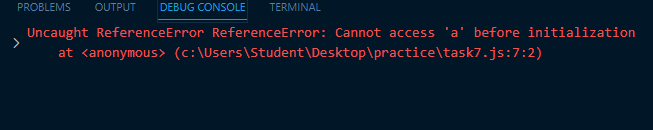 PROBLEMS OUTPUT DEBUG CONSOLE TERMINAL
Uncaught ReferenceError ReferenceError: Cannot access 'a' before initialization
at <anonymous> (c:\Users\Student\Desktop\practice\task7.js:7:2)